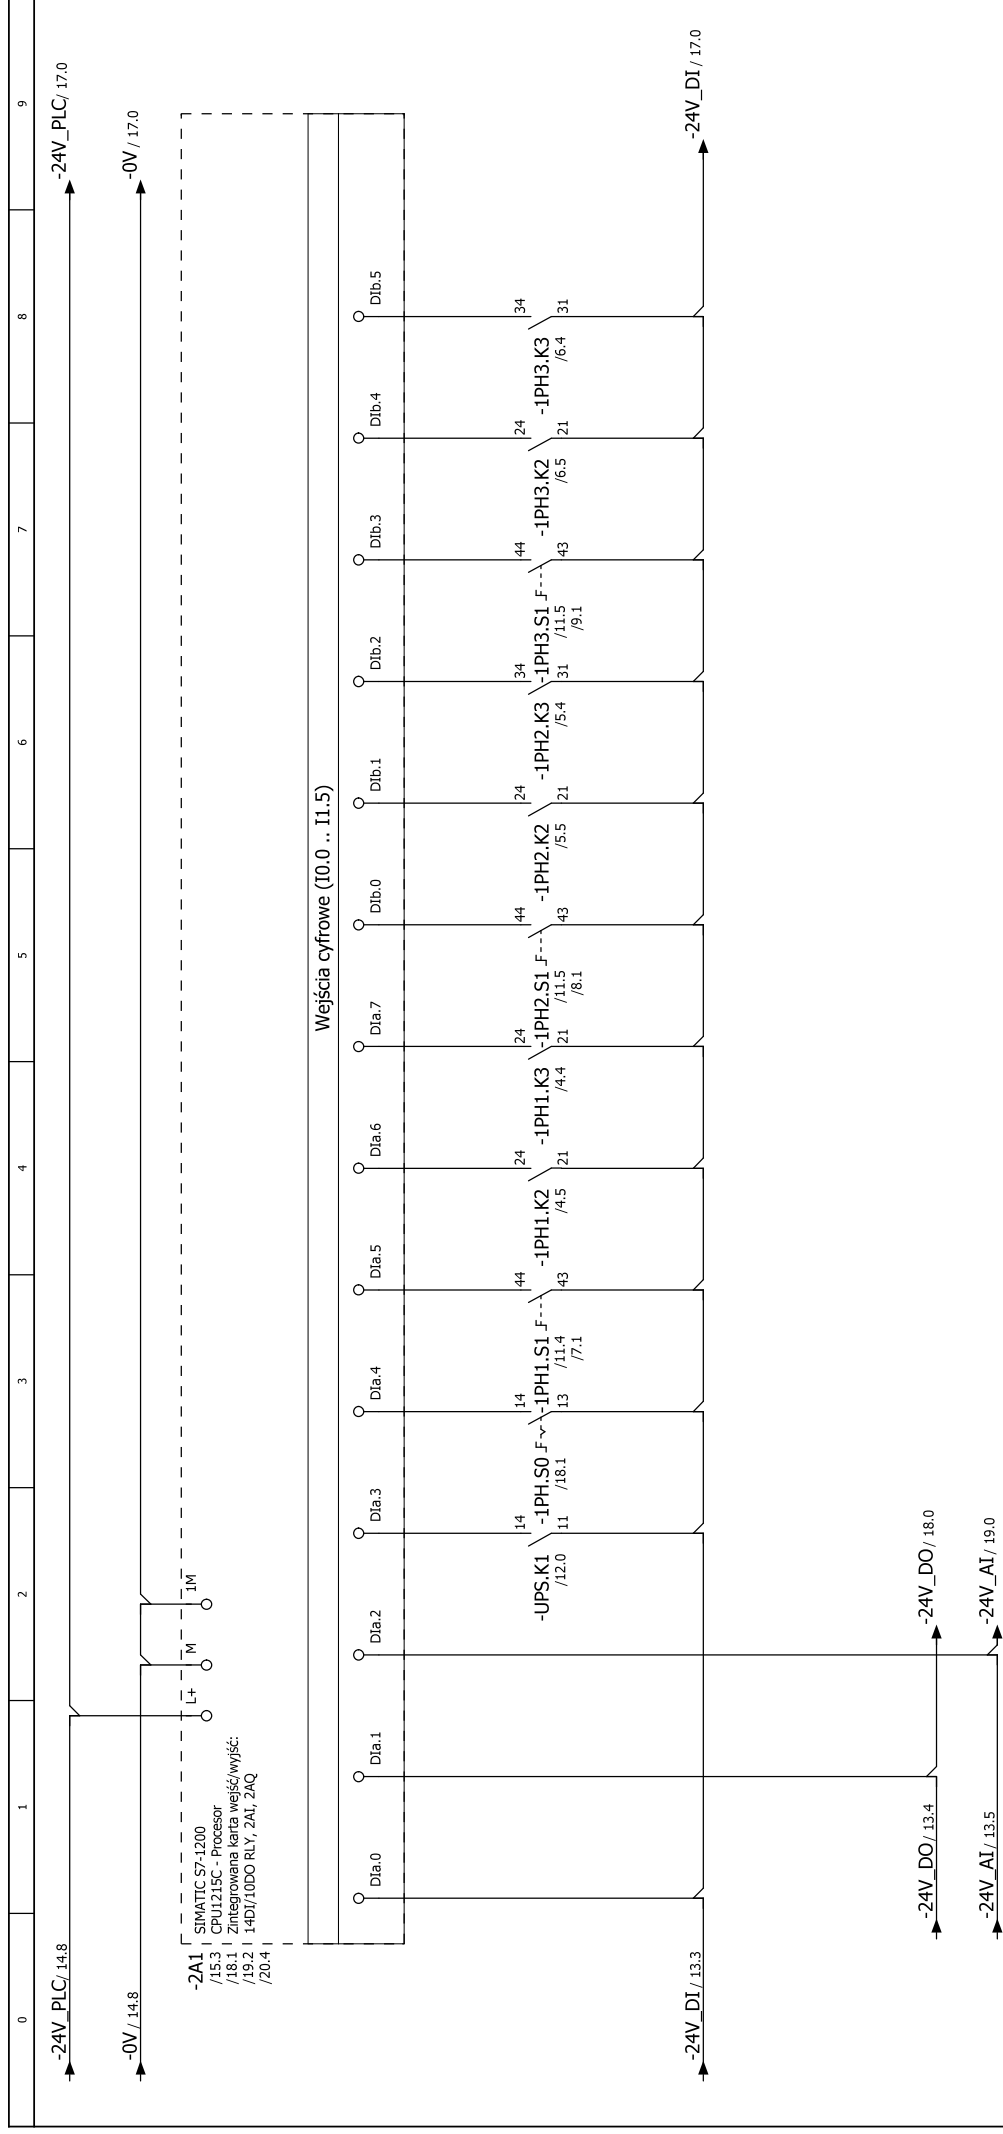 0 1 2 3 4 5 6 7 8 9
-24V_PLC / 14.8
-24V_PLC / 17.0
-0V / 14.8
-0V / 17.0
-2A1
/15.3
/18.1
/19.2
/20.4
SIMATIC S7-1200
CPU1215C - Procesor
Zintegrowana karta wejść/wyjść:
14DI/10DO RLY, 2AI, 2AQ
L+ M 1M
Wejścia cyfrowe (I0.0 .. I1.5)
DIa.0 DIa.1 DIa.2 DIa.3 DIa.4 DIa.5 DIa.6 DIa.7 DIb.0 DIb.1 DIb.2 DIb.3 DIb.4 DIb.5
14 14 44 24 24 44 24 34 44 24 34
-UPS.K1 -1PH.S0 -1PH1.S1 -1PH1.K2 -1PH1.K3 -1PH2.S1 -1PH2.K2 -1PH2.K3 -1PH3.S1 -1PH3.K2 -1PH3.K3
/12.0 11 /18.1 13 /11.4 43 /4.5 21 /4.4 21 /11.5 43 /5.5 21 /5.4 31 /11.5 43 /6.5 21 /6.4 31
/7.1 /8.1 /9.1
-24V_DI / 13.3
-24V_DI / 17.0
-24V_DO / 13.4
-24V_DO / 18.0
-24V_AI / 13.5
-24V_AI / 19.0